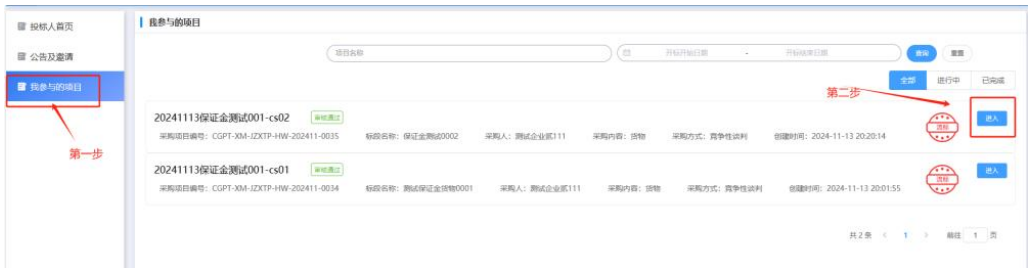 投标人首页
公告及邀请
我参与的项目
第一步
我参与的项目
项目名称 开标开始日期 - 开标结束日期 查询 重置
全部 进行中 已完成
第二步
20241113保证金测试001-cs02 审核通过
采购项目编号：CGPT-XM-JZXTP-HW-202411-0035 标段名称：保证金测试0002 采购人：测试企业贰111 采购内容：货物 采购方式：竞争性谈判 创建时间：2024-11-13 20:20:14 流标 进入
20241113保证金测试001-cs01 审核通过
采购项目编号：CGPT-XM-JZXTP-HW-202411-0034 标段名称：测试保证金货物0001 采购人：测试企业贰111 采购内容：货物 采购方式：竞争性谈判 创建时间：2024-11-13 20:01:55 流标 进入
共 2 条 < 1 > 前往 1 页